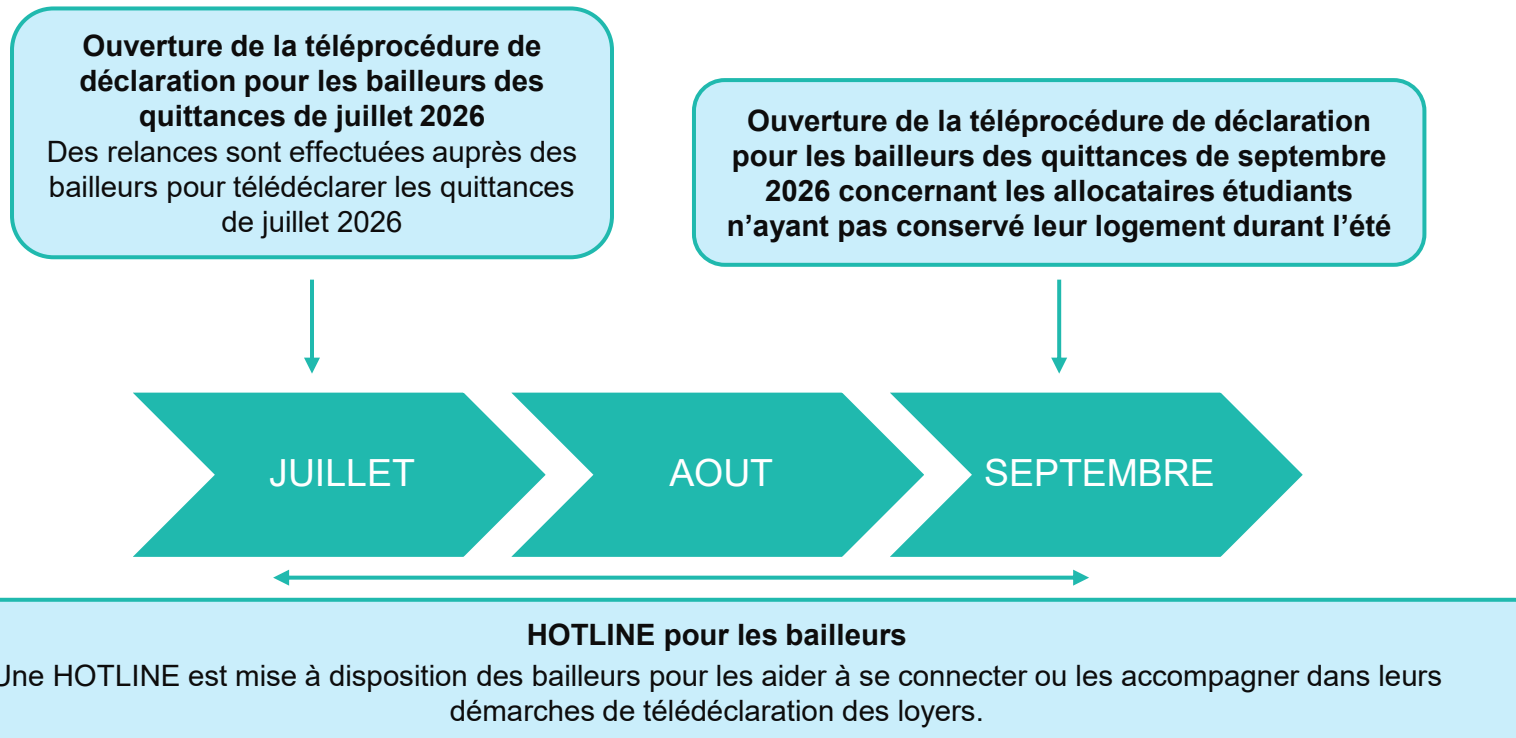 Ouverture de la téléprocédure de
déclaration pour les bailleurs des
quittances de juillet 2026
Des relances sont effectuées auprès des
bailleurs pour télédéclarer les quittances
de juillet 2026
Ouverture de la téléprocédure de déclaration
pour les bailleurs des quittances de septembre
2026 concernant les allocataires étudiants
n’ayant pas conservé leur logement durant l’été
JUILLET
AOUT
SEPTEMBRE
HOTLINE pour les bailleurs
Une HOTLINE est mise à disposition des bailleurs pour les aider à se connecter ou les accompagner dans leurs
démarches de télédéclaration des loyers.